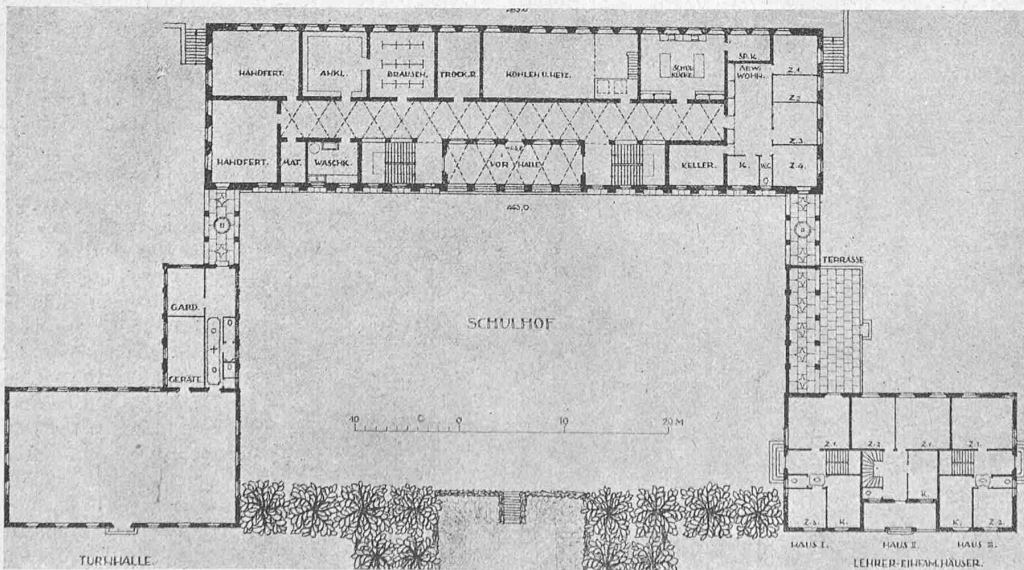 HANDFERT.
ANKL.
BRAUSEN.
TROCK.R
KOHLEN U. HEIZ.
SCHUL
KÜCHE.
SP.K.
ABW.
WOHN.
Z.1.
Z.2.
Z.3.
Z.4.
HANDFERT.
MAT.
WASCHK.
VORHALLE
KELLER.
K.
W.C.
TERRASSE
GARD.
SCHULHOF
GERÄTE
10 0 10 20 M
Z.1.
Z.2.
Z.1.
Z.1.
Z.2.
K.
K.
K.
Z.2.
TURNHALLE.
HAUS I.
HAUS II.
HAUS III.
LEHRER-EINFAM.HÄUSER.